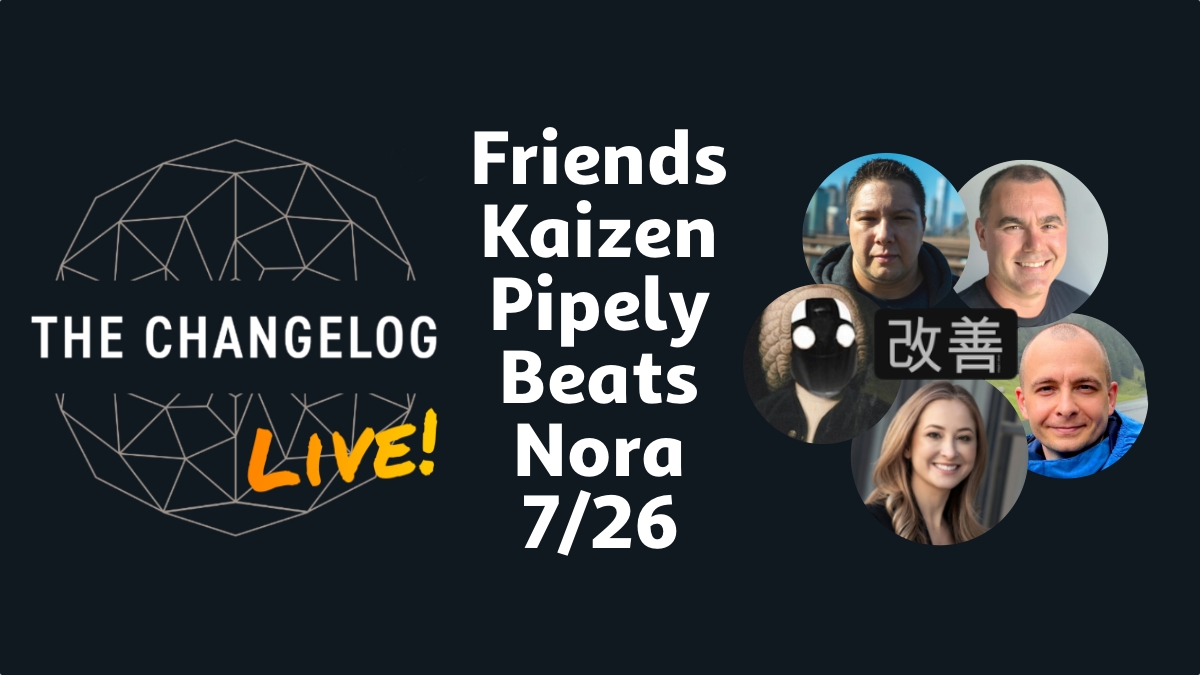 THE CHANGELOG
LIVE!
Friends
Kaizen
Pipely
Beats
Nora
7/26
改善